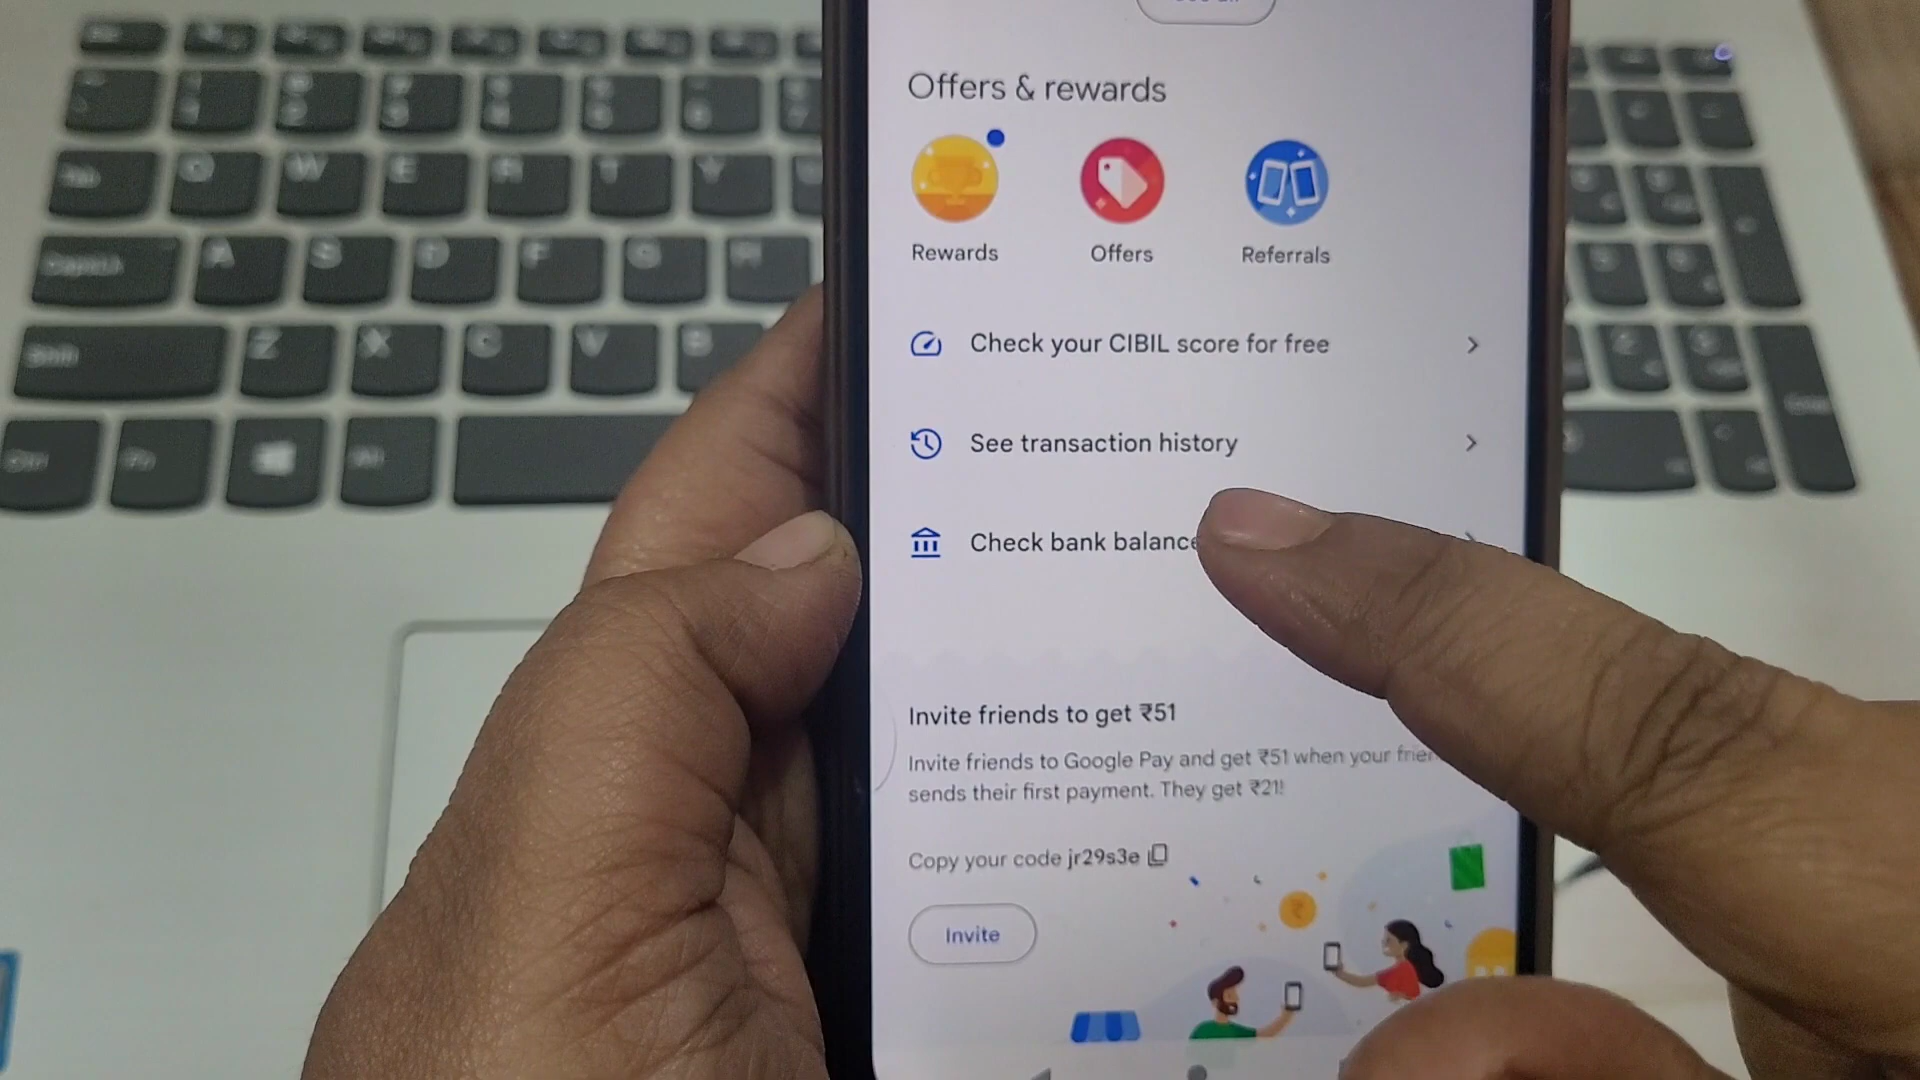 Offers & rewards
Rewards
Offers
Referrals
Check your CIBIL score for free
See transaction history
Check bank balance
Invite friends to get ₹51
Invite friends to Google Pay and get ₹51 when your
sends their first payment. They get ₹21!
Copy your code jr29s3e
Invite
Q
W
E
R
T
Y
A
S
D
F
G
H
Shift
Z
X
C
V
B